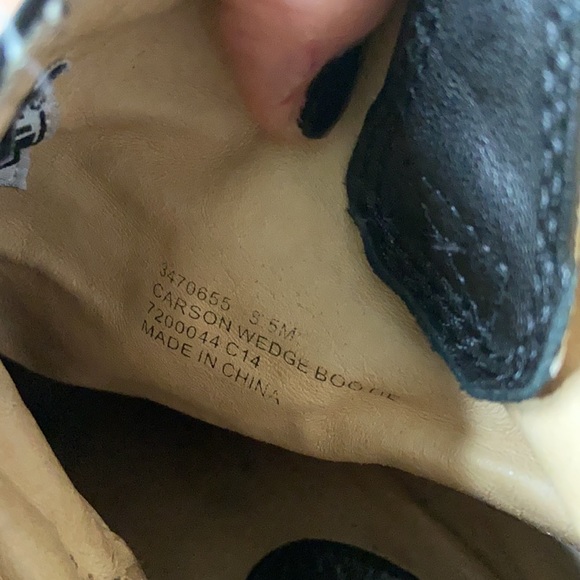 3470655 8.5M
CARSON WEDGE BOOTIE
7200044 C14
MADE IN CHINA